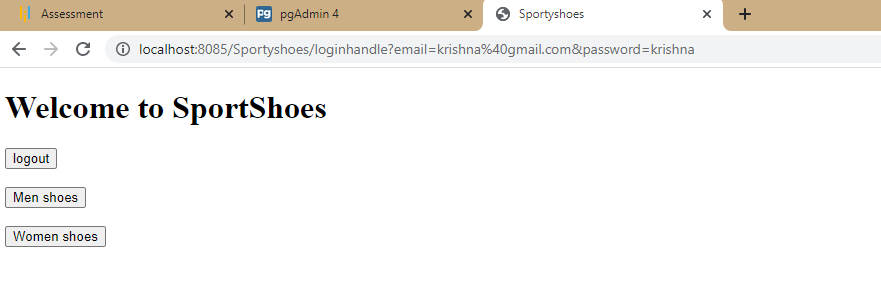 Assessment
pgAdmin 4
Sportyshoes
localhost:8085/Sportyshoes/loginhandle?email=krishna%40gmail.com&password=krishna
Welcome to SportShoes
logout
Men shoes
Women shoes